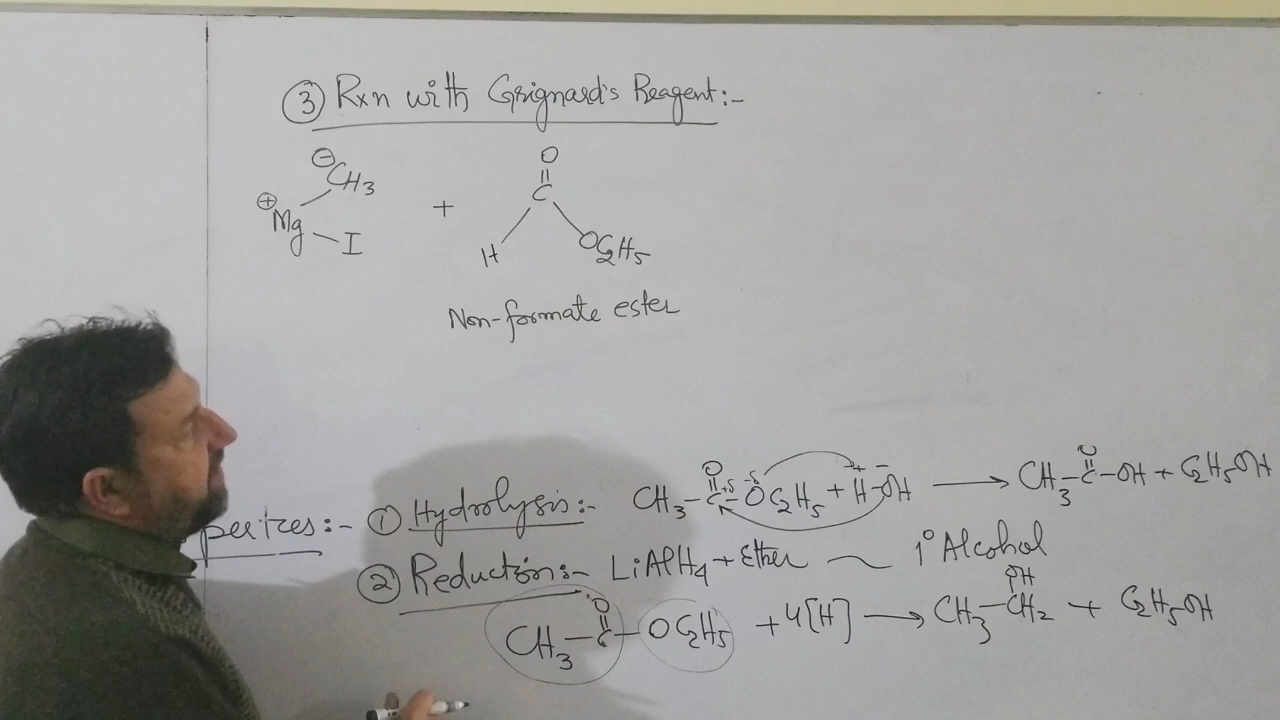 ③ Rxn with Grignard's Reagent:-
⊖
CH3
⊕
Mg
I
+
O
C
H
OC2H5
Non-formate ester
perties:- ① Hydrolysis:- CH3-C-OC2H5 + H-OH → CH3-C-OH + C2H5OH
O +δ -δ + - O
② Reduction:- LiAlH4 + Ether ~ 1° Alcohol
O OH
CH3-C-OC2H5 + 4[H] → CH3-CH2 + C2H5OH